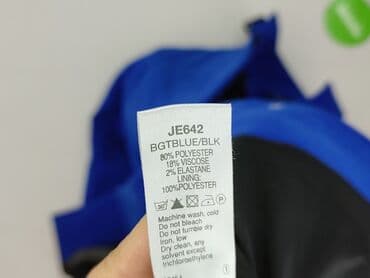 JE642
BGTBLUE/BLK
80% POLYESTER
18% VISCOSE
2% ELASTANE
LINING:
100%POLYESTER
Machine wash, cold
Do not bleach
Do not tumble dry
Iron, low
Dry clean, any
solvent except
trichloroethylene